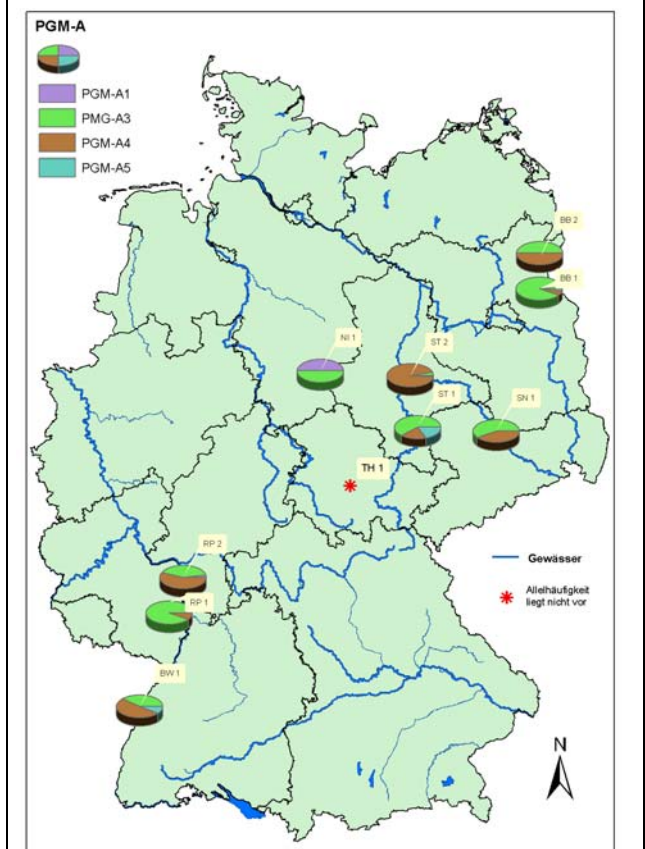 PGM-A
PGM-A1
PMG-A3
PGM-A4
PGM-A5
BB 2
BB 1
NI 1
ST 2
ST 1
SN 1
TH 1
RP 2
RP 1
BW 1
Gewässer
Allelhäufigkeit
liegt nicht vor
N